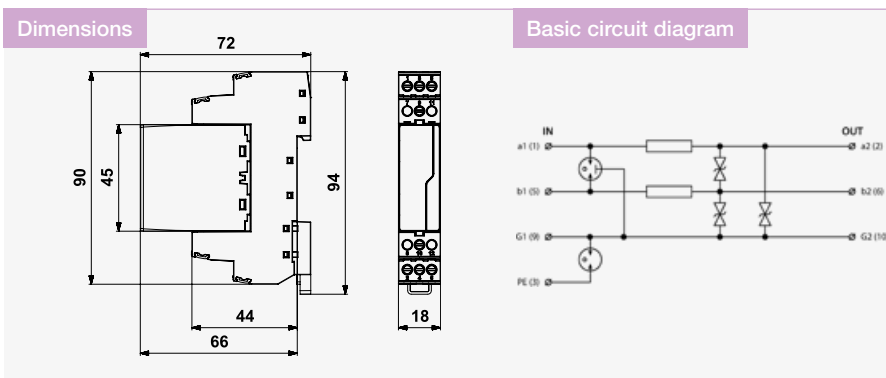 Dimensions
72
90
45
94
44
66
18
Basic circuit diagram
IN
OUT
a1 (1)
a2 (2)
b1 (5)
b2 (6)
G1 (9)
G2 (10
PE (3)